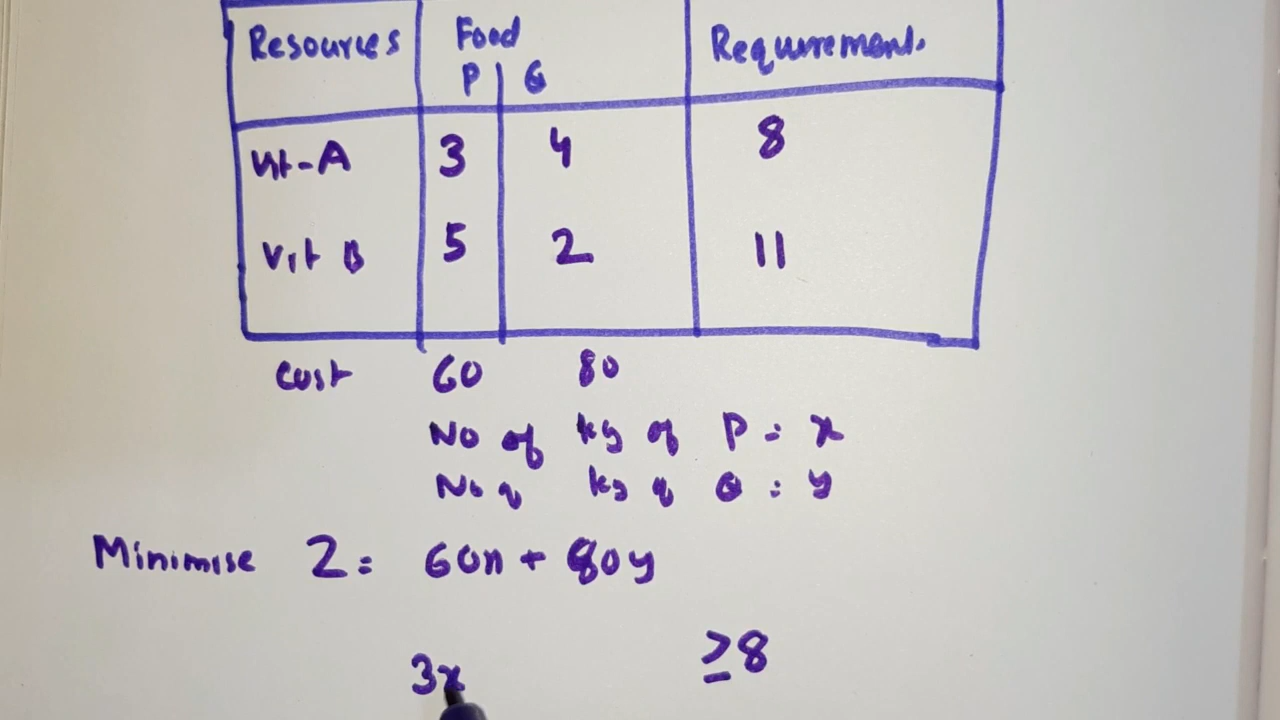 Resources Food Requirement.
P Q
Vit-A 3 4 8
Vit B 5 2 11
Cost 60 80
No of kg of P = x
No of kg of Q = y
Minimise Z = 60x + 80y
3x ≥8